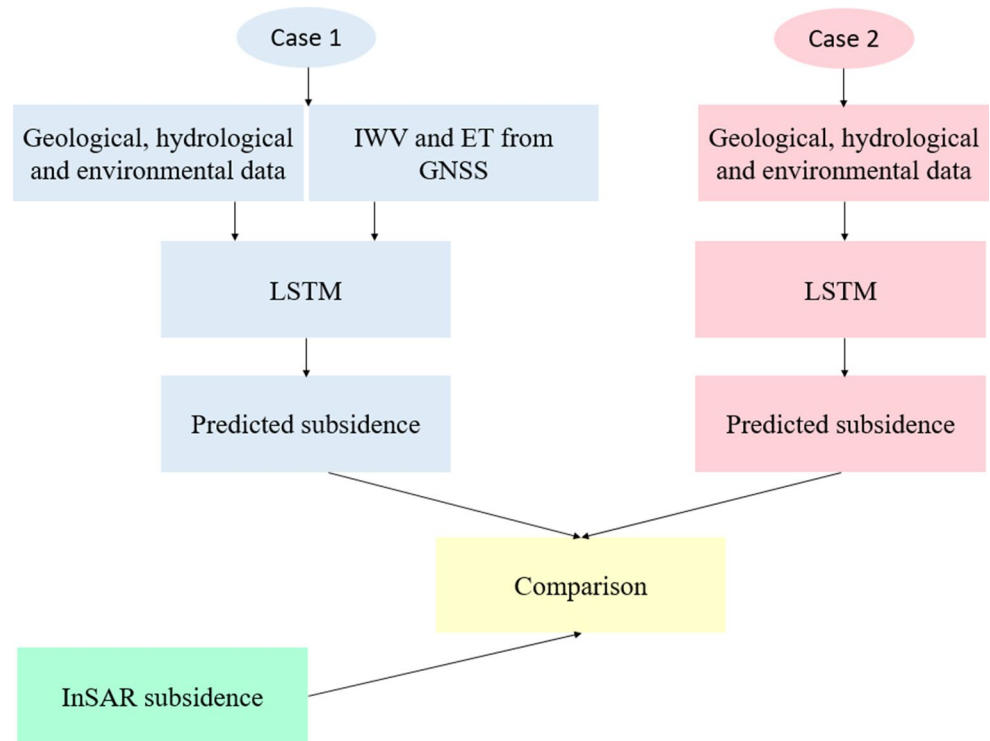 Case 1
Case 2
Geological, hydrological
and environmental data
IWV and ET from
GNSS
Geological, hydrological
and environmental data
LSTM
LSTM
Predicted subsidence
Predicted subsidence
Comparison
InSAR subsidence